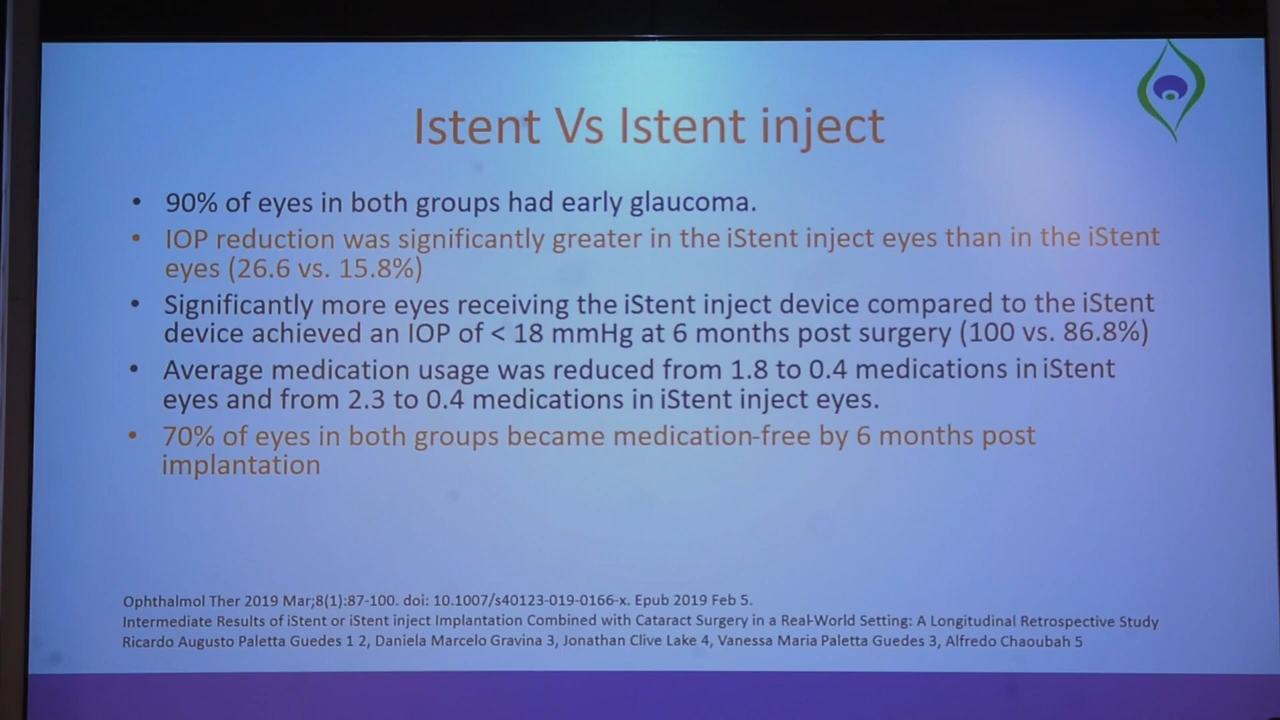 Istent Vs Istent inject
• 90% of eyes in both groups had early glaucoma.
• IOP reduction was significantly greater in the iStent inject eyes than in the iStent
eyes (26.6 vs. 15.8%)
• Significantly more eyes receiving the iStent inject device compared to the iStent
device achieved an IOP of < 18 mmHg at 6 months post surgery (100 vs. 86.8%)
• Average medication usage was reduced from 1.8 to 0.4 medications in iStent
eyes and from 2.3 to 0.4 medications in iStent inject eyes.
• 70% of eyes in both groups became medication-free by 6 months post
implantation
Ophthalmol Ther 2019 Mar;8(1):87-100. doi: 10.1007/s40123-019-0166-x. Epub 2019 Feb 5.
Intermediate Results of iStent or iStent inject Implantation Combined with Cataract Surgery in a Real-World Setting: A Longitudinal Retrospective Study
Ricardo Augusto Paletta Guedes 1 2, Daniela Marcelo Gravina 3, Jonathan Clive Lake 4, Vanessa Maria Paletta Guedes 3, Alfredo Chaoubah 5